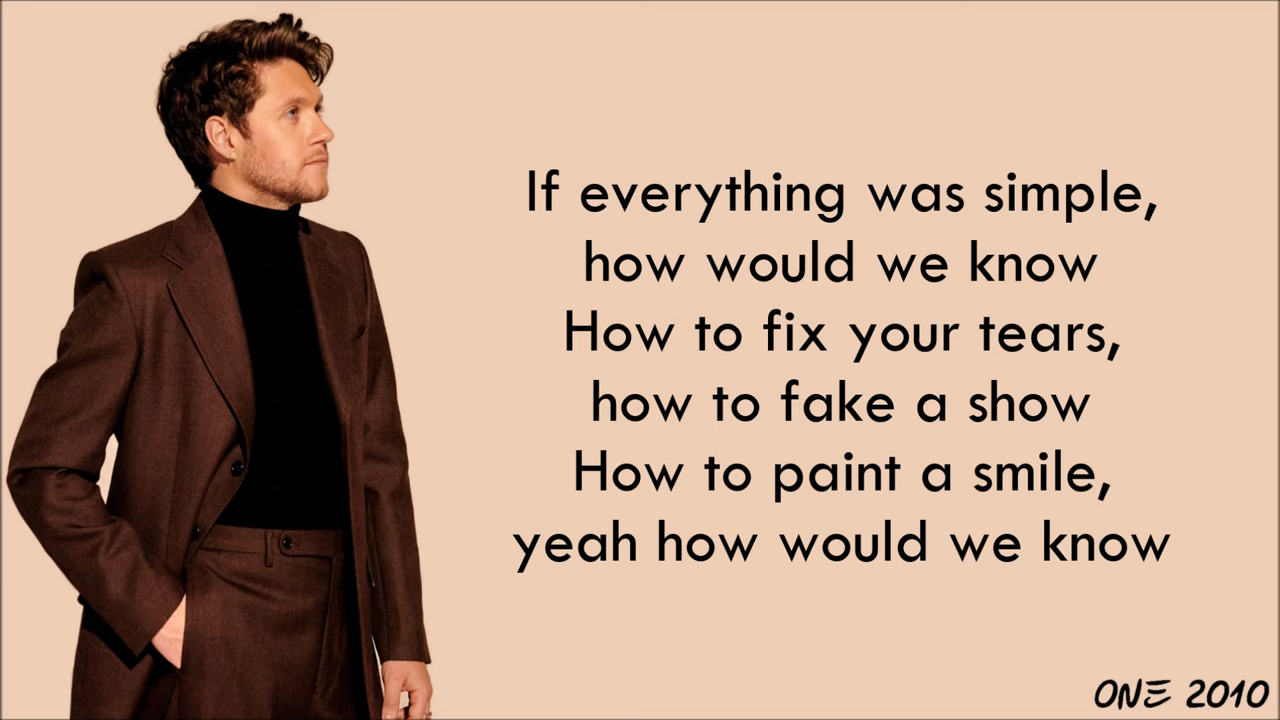 If everything was simple,
how would we know
How to fix your tears,
how to fake a show
How to paint a smile,
yeah how would we know
ONE 2010